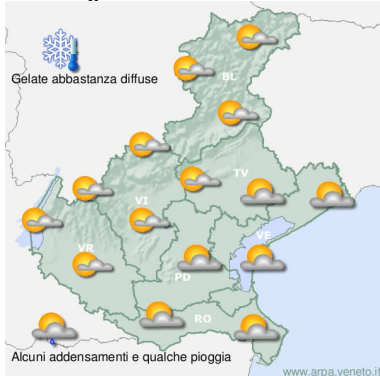 Gelate abbastanza diffuse
BL
TV
VI
VE
VR
PD
RO
Alcuni addensamenti e qualche pioggia
www.arpa.veneto.it